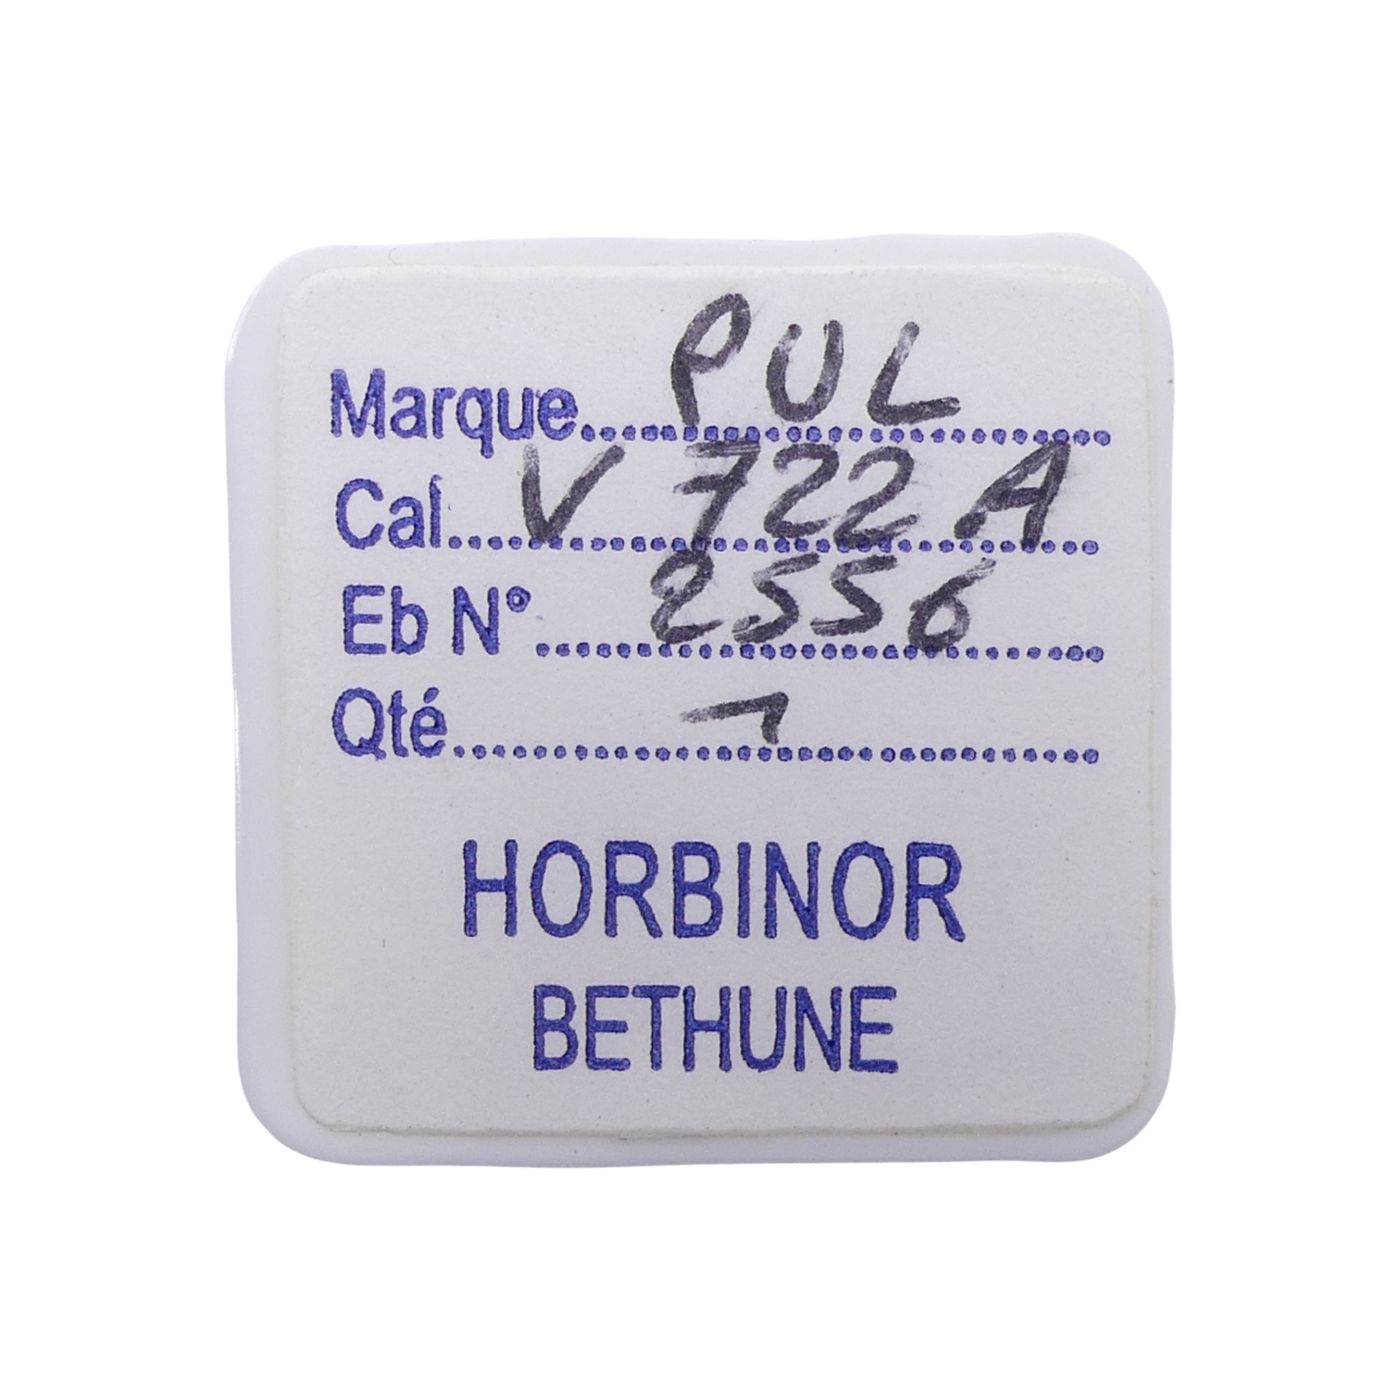 Marque PUL
Cal V 722 A
Eb N° 2556
Qté 1
HORBINOR
BETHUNE